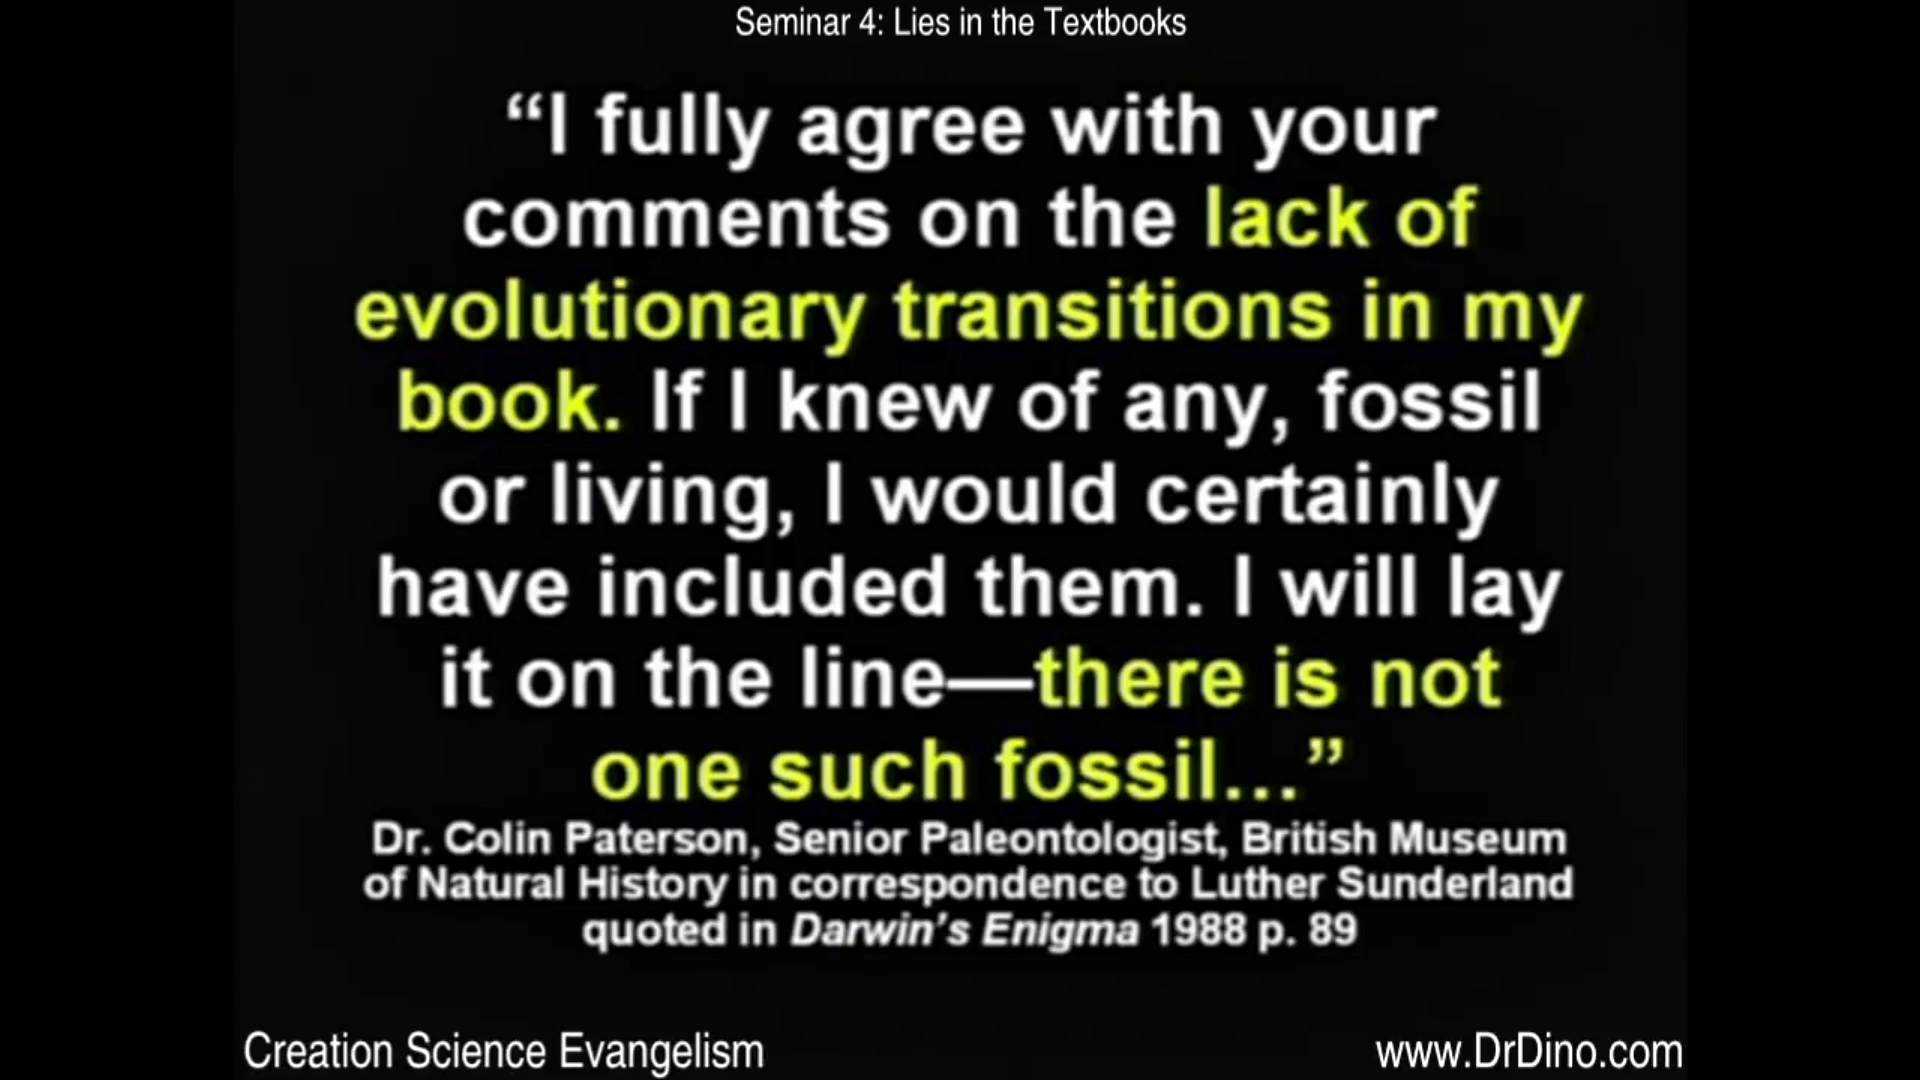 Seminar 4: Lies in the Textbooks
“I fully agree with your
comments on the lack of
evolutionary transitions in my
book. If I knew of any, fossil
or living, I would certainly
have included them. I will lay
it on the line—there is not
one such fossil...”
Dr. Colin Paterson, Senior Paleontologist, British Museum
of Natural History in correspondence to Luther Sunderland
quoted in Darwin’s Enigma 1988 p. 89
Creation Science Evangelism
www.DrDino.com